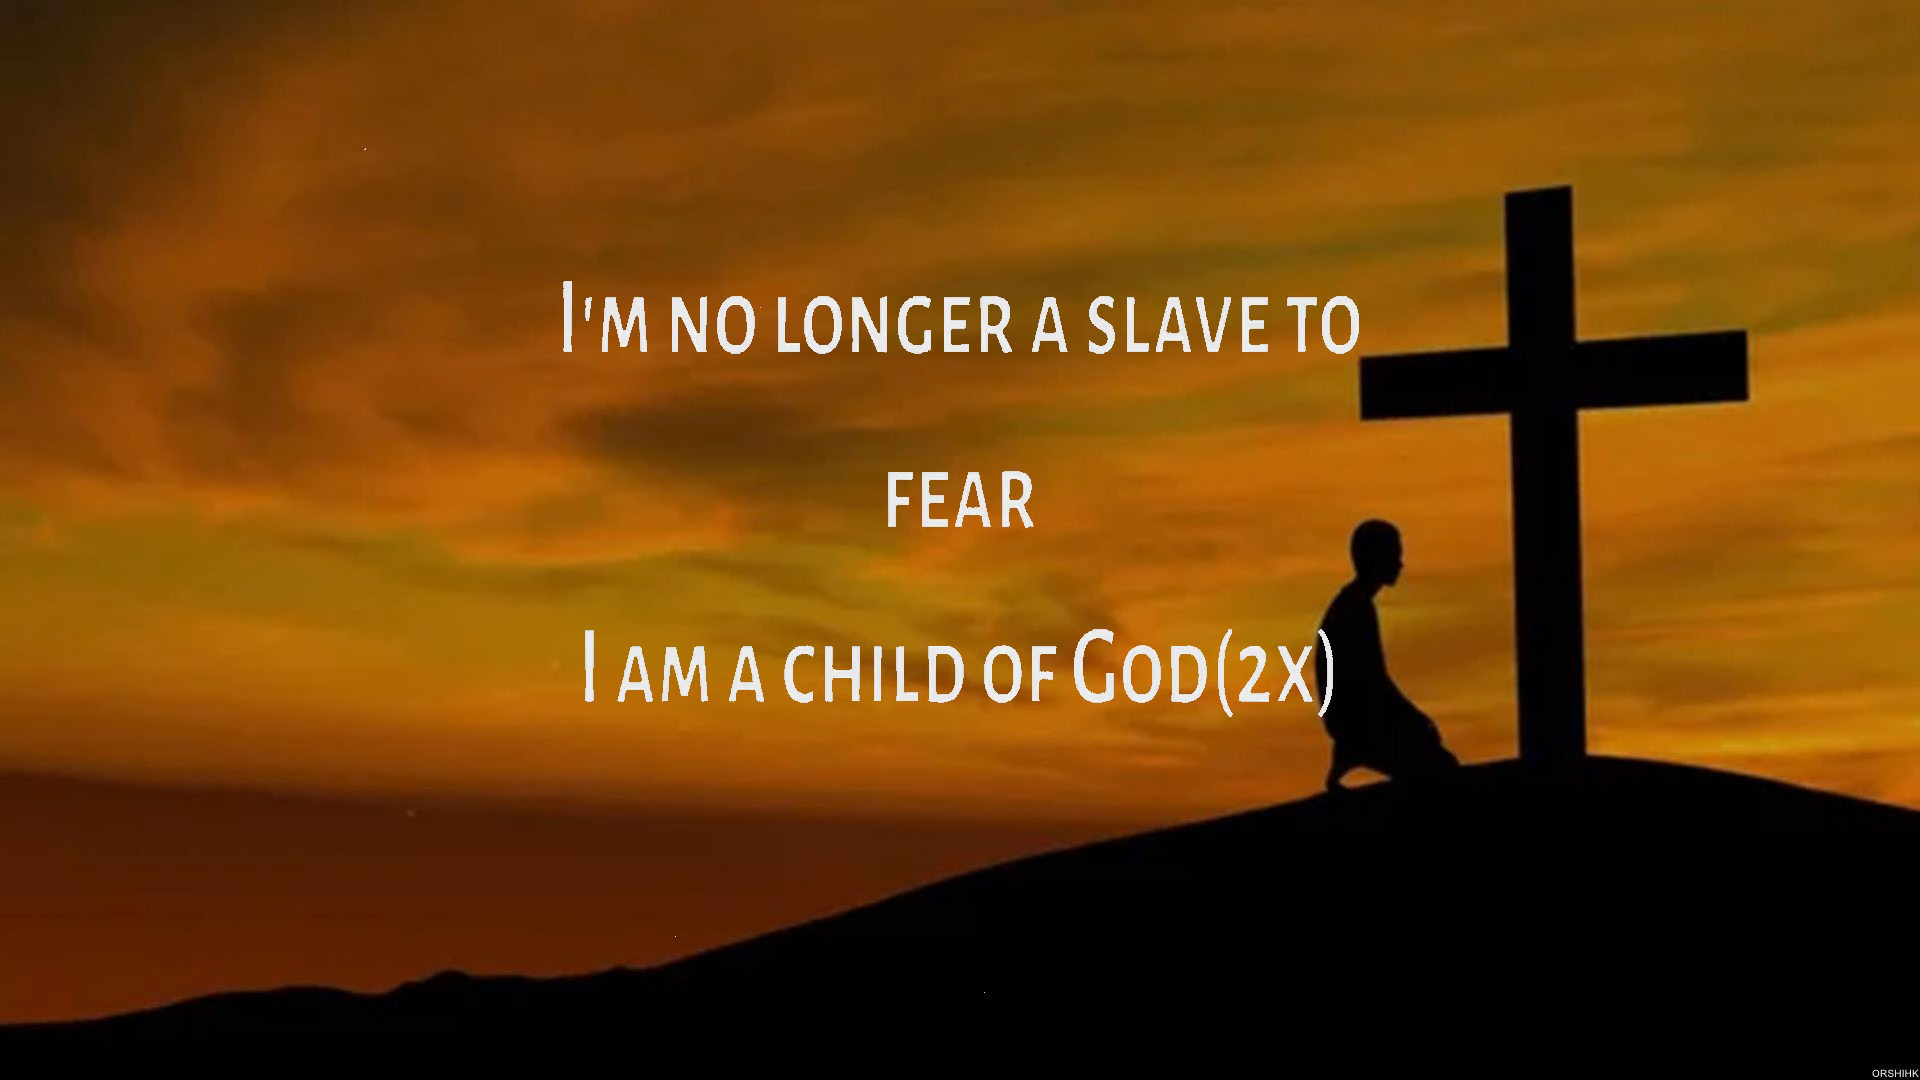 I'm no longer a slave to
fear
I am a child of God(2x)
ORSHIHK